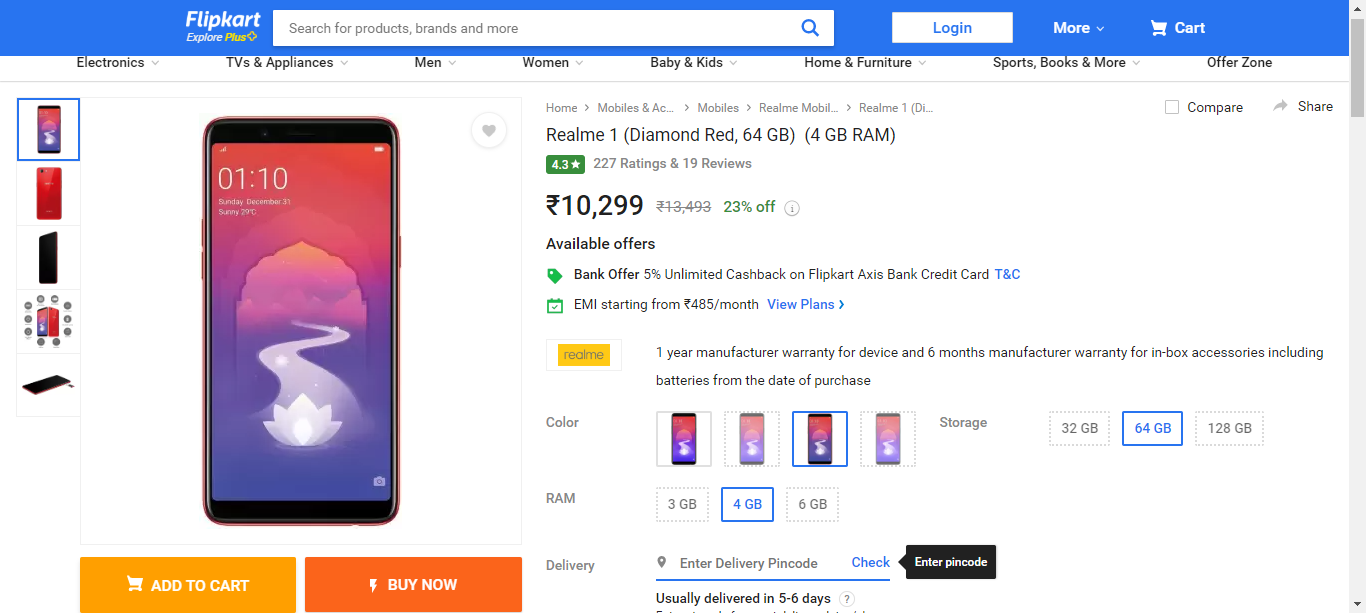 Flipkart
Explore Plus
Search for products, brands and more
Login
More
Cart
Electronics
TVs & Appliances
Men
Women
Baby & Kids
Home & Furniture
Sports, Books & More
Offer Zone
Home > Mobiles & Ac... > Mobiles > Realme Mobil... > Realme 1 (Di...
Compare
Share
Realme 1 (Diamond Red, 64 GB) (4 GB RAM)
4.3★ 227 Ratings & 19 Reviews
₹10,299 ₹13,493 23% off
Available offers
Bank Offer 5% Unlimited Cashback on Flipkart Axis Bank Credit Card T&C
EMI starting from ₹485/month View Plans >
realme
1 year manufacturer warranty for device and 6 months manufacturer warranty for in-box accessories including
batteries from the date of purchase
Color
Storage
32 GB
64 GB
128 GB
RAM
3 GB
4 GB
6 GB
Delivery
Enter Delivery Pincode
Check
Enter pincode
Usually delivered in 5-6 days ?
01:10
Sunday, December 31
Sunny 29°C
ADD TO CART
BUY NOW